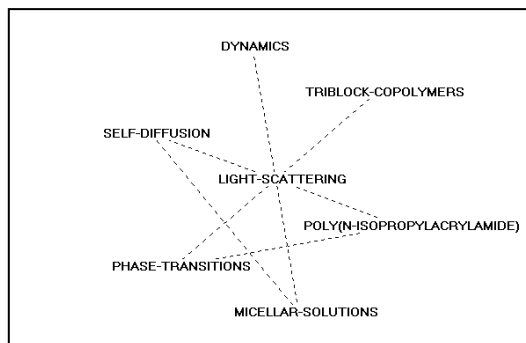 DYNAMICS
TRIBLOCK-COPOLYMERS
SELF-DIFFUSION
LIGHT-SCATTERING
POLY(N-ISOPROPYLACRYLAMIDE)
PHASE-TRANSITIONS
MICELLAR-SOLUTIONS